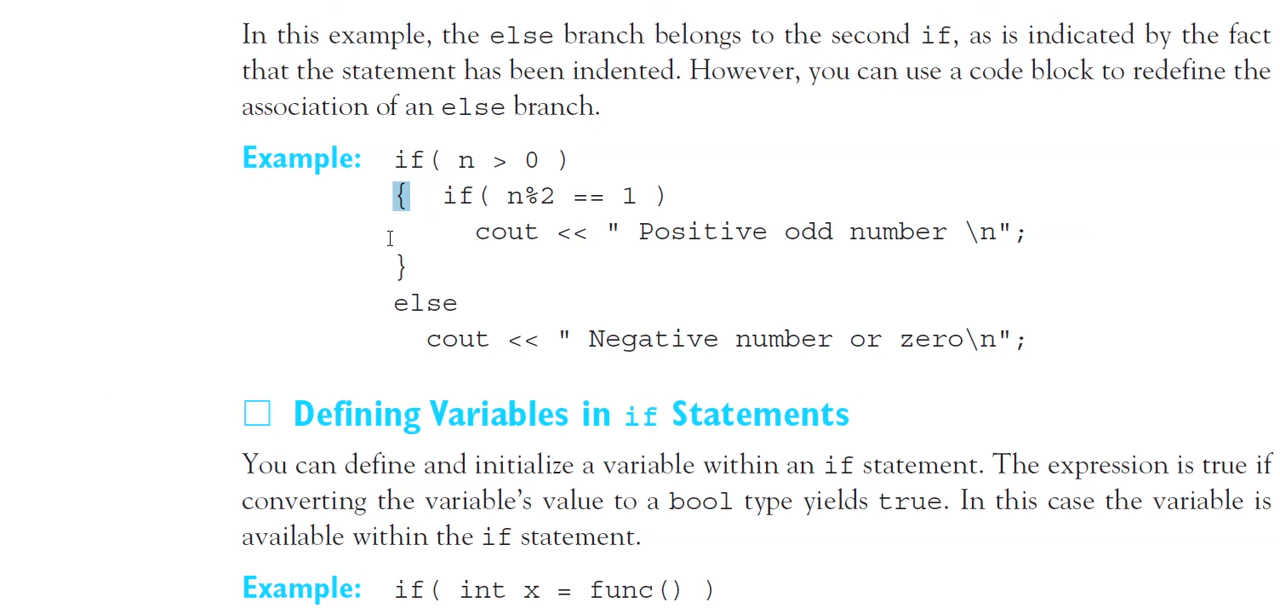 In this example, the else branch belongs to the second if, as is indicated by the fact
that the statement has been indented. However, you can use a code block to redefine the
association of an else branch.
Example: if( n > 0 )
{ if( n%2 == 1 )
cout << " Positive odd number \n";
}
else
cout << " Negative number or zero\n";
Defining Variables in if Statements
You can define and initialize a variable within an if statement. The expression is true if
converting the variable's value to a bool type yields true. In this case the variable is
available within the if statement.
Example: if( int x = func() )